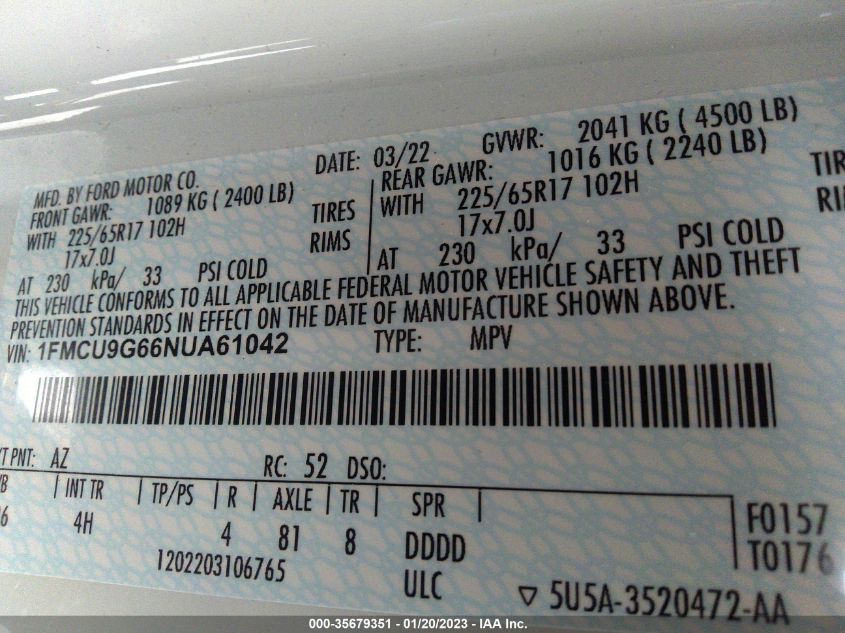 MFD. BY FORD MOTOR CO. DATE: 03/22 GVWR: 2041 KG ( 4500 LB)
FRONT GAWR: 1089 KG ( 2400 LB) REAR GAWR: 1016 KG ( 2240 LB)
WITH 225/65R17 102H TIRES WITH 225/65R17 102H TIRE
17x7.0J RIMS 17x7.0J RI
AT 230 kPa/ 33 PSI COLD AT 230 kPa/ 33 PSI COLD
THIS VEHICLE CONFORMS TO ALL APPLICABLE FEDERAL MOTOR VEHICLE SAFETY AND THEFT
PREVENTION STANDARDS IN EFFECT ON THE DATE OF MANUFACTURE SHOWN ABOVE.
VIN: 1FMCU9G66NUA61042 TYPE: MPV
T PNT: AZ RC: 52 DSO:
B INT TR TP/PS R AXLE TR SPR
6 4H 4 81 8 DDDD
F0157
T0176
1202203106765 ULC
5U5A-3520472-AA
000-35679351 - 01/20/2023 - IAA Inc.